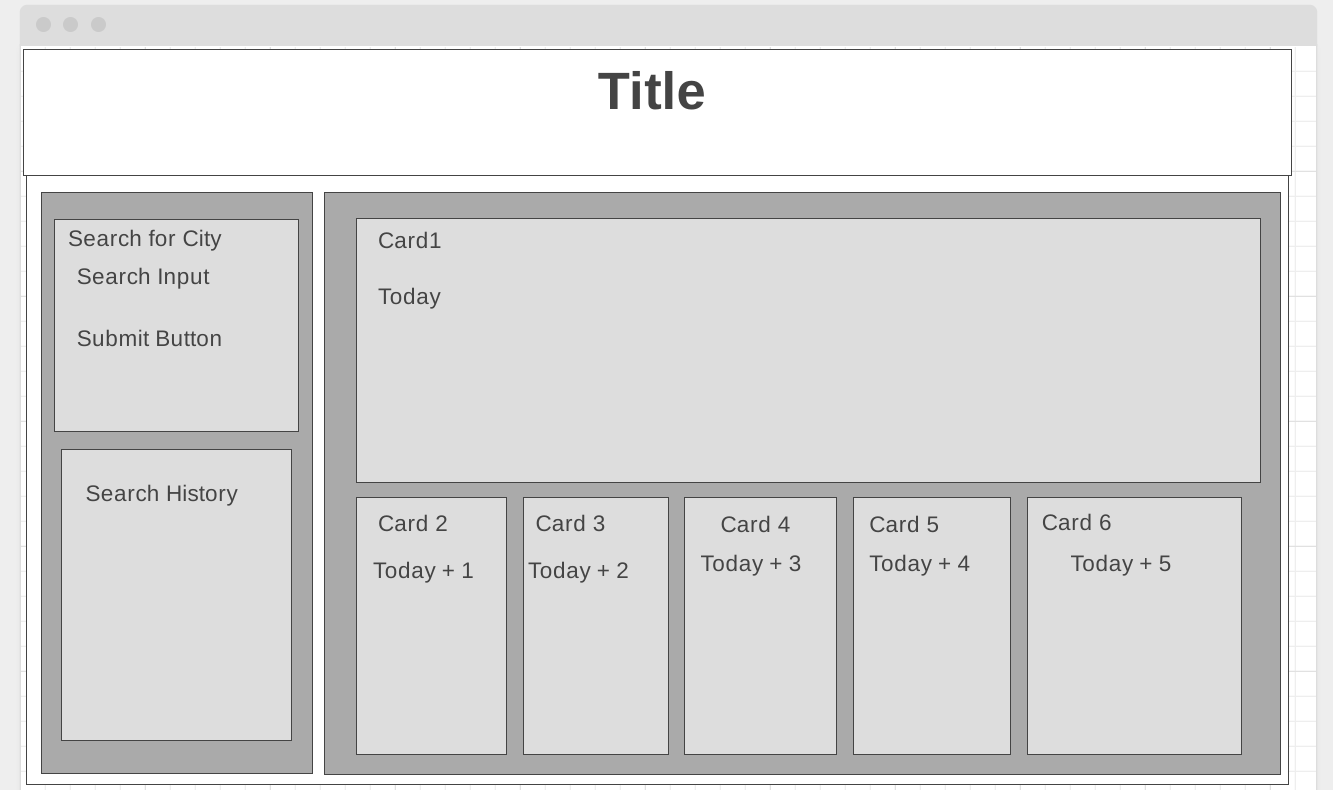 Title
Search for City
Search Input
Submit Button
Search History
Card1
Today
Card 2
Today + 1
Card 3
Today + 2
Card 4
Today + 3
Card 5
Today + 4
Card 6
Today + 5